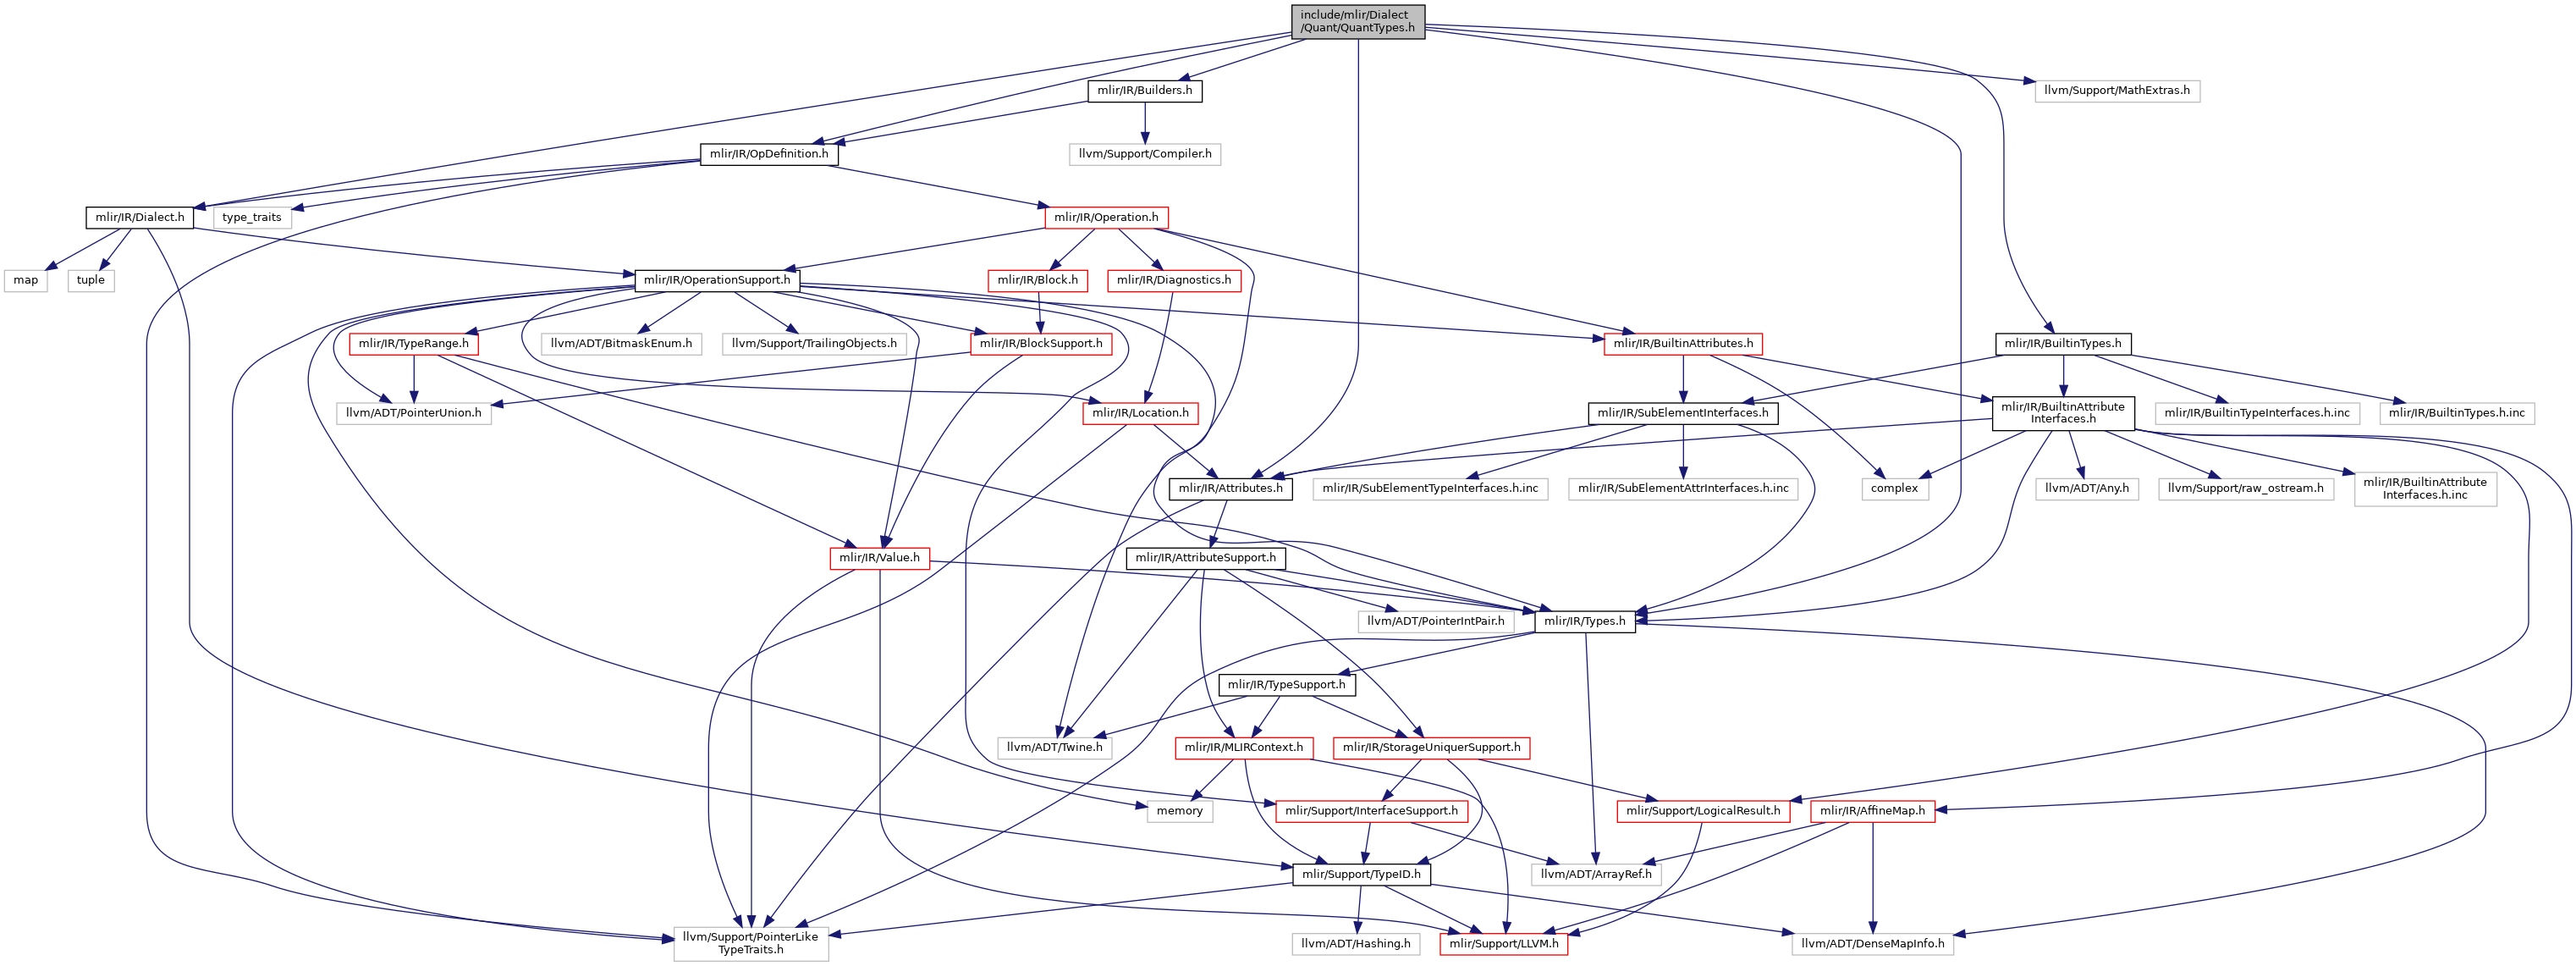 include/mlir/Dialect
/Quant/QuantTypes.h
mlir/IR/Builders.h
llvm/Support/MathExtras.h
mlir/IR/OpDefinition.h
llvm/Support/Compiler.h
mlir/IR/Dialect.h
type_traits
mlir/IR/Operation.h
map
tuple
mlir/IR/OperationSupport.h
mlir/IR/Block.h
mlir/IR/Diagnostics.h
mlir/IR/TypeRange.h
llvm/ADT/BitmaskEnum.h
llvm/Support/TrailingObjects.h
mlir/IR/BlockSupport.h
mlir/IR/BuiltinAttributes.h
mlir/IR/BuiltinTypes.h
llvm/ADT/PointerUnion.h
mlir/IR/Location.h
mlir/IR/SubElementInterfaces.h
mlir/IR/BuiltinAttribute
Interfaces.h
mlir/IR/BuiltinTypeInterfaces.h.inc
mlir/IR/BuiltinTypes.h.inc
mlir/IR/Attributes.h
mlir/IR/SubElementTypeInterfaces.h.inc
mlir/IR/SubElementAttrInterfaces.h.inc
complex
llvm/ADT/Any.h
llvm/Support/raw_ostream.h
mlir/IR/BuiltinAttribute
Interfaces.h.inc
mlir/IR/Value.h
mlir/IR/AttributeSupport.h
llvm/ADT/PointerIntPair.h
mlir/IR/Types.h
mlir/IR/TypeSupport.h
llvm/ADT/Twine.h
mlir/IR/MLIRContext.h
mlir/IR/StorageUniquerSupport.h
memory
mlir/Support/InterfaceSupport.h
mlir/Support/LogicalResult.h
mlir/IR/AffineMap.h
mlir/Support/TypeID.h
llvm/ADT/ArrayRef.h
llvm/Support/PointerLike
TypeTraits.h
llvm/ADT/Hashing.h
mlir/Support/LLVM.h
llvm/ADT/DenseMapInfo.h